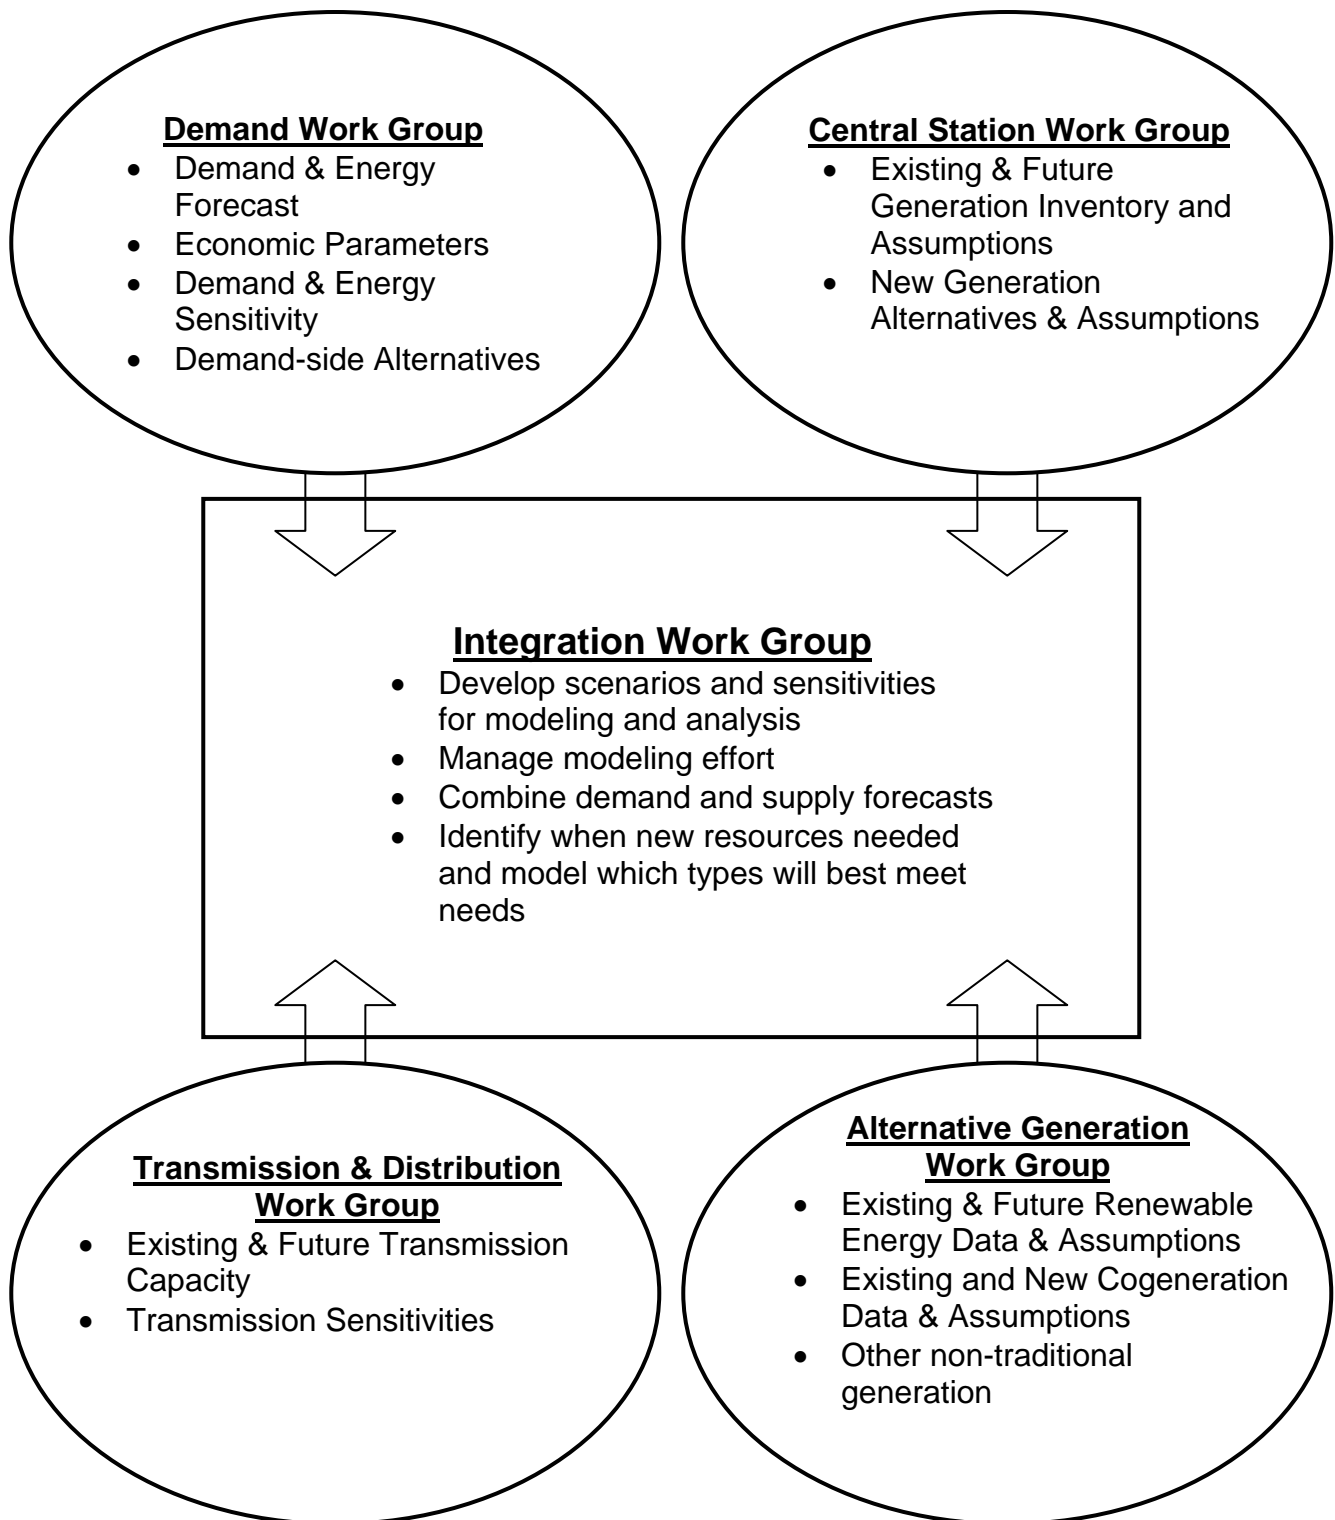 Demand Work Group
• Demand & Energy
Forecast
• Economic Parameters
• Demand & Energy
Sensitivity
• Demand-side Alternatives
Central Station Work Group
• Existing & Future
Generation Inventory and
Assumptions
• New Generation
Alternatives & Assumptions
Integration Work Group
• Develop scenarios and sensitivities
for modeling and analysis
• Manage modeling effort
• Combine demand and supply forecasts
• Identify when new resources needed
and model which types will best meet
needs
Transmission & Distribution
Work Group
• Existing & Future Transmission
Capacity
• Transmission Sensitivities
Alternative Generation
Work Group
• Existing & Future Renewable
Energy Data & Assumptions
• Existing and New Cogeneration
Data & Assumptions
• Other non-traditional
generation